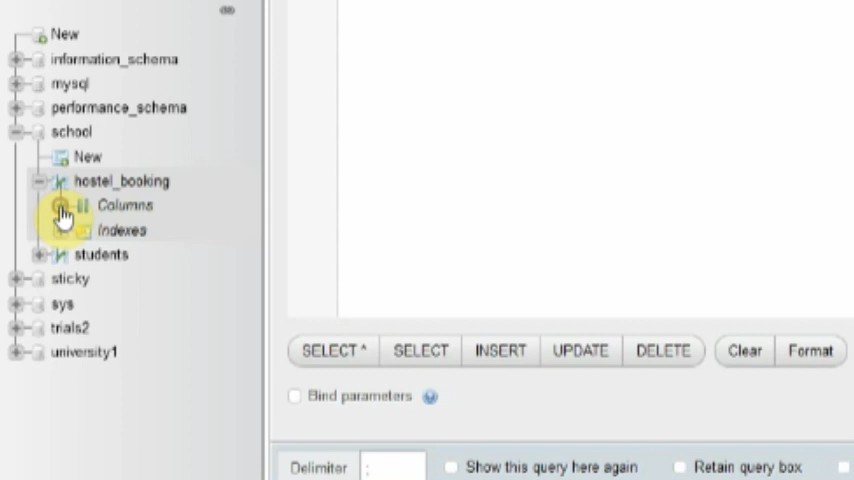 New
information_schema
mysql
performance_schema
school
New
hostel_booking
Columns
Indexes
students
sticky
sys
trials2
university1
SELECT * SELECT INSERT UPDATE DELETE Clear Format
Bind parameters
Delimiter ; Show this query here again Retain query box